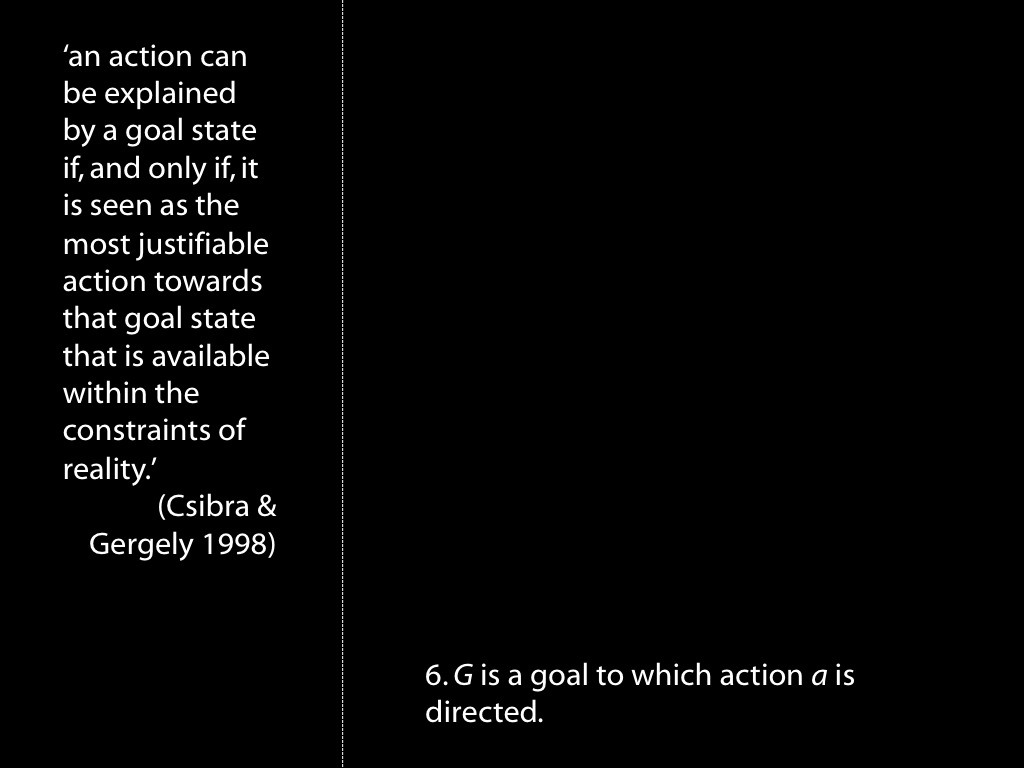 ‘an action can
be explained
by a goal state
if, and only if, it
is seen as the
most justifiable
action towards
that goal state
that is available
within the
constraints of
reality.’
(Csibra &
Gergely 1998)
6. G is a goal to which action a is
directed.